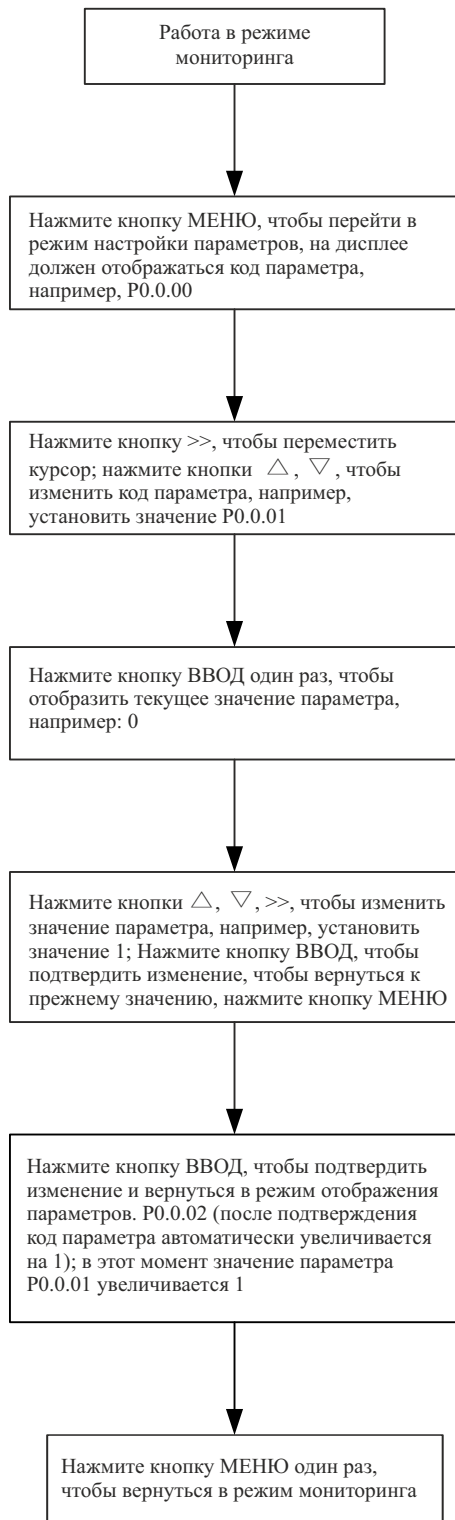 Работа в режиме
мониторинга
Нажмите кнопку МЕНЮ, чтобы перейти в
режим настройки параметров, на дисплее
должен отображаться код параметра,
например, P0.0.00
Нажмите кнопку >>, чтобы переместить
курсор; нажмите кнопки △, ▽, чтобы
изменить код параметра, например,
установить значение P0.0.01
Нажмите кнопку ВВОД один раз, чтобы
отобразить текущее значение параметра,
например: 0
Нажмите кнопки △, ▽, >>, чтобы изменить
значение параметра, например, установить
значение 1; Нажмите кнопку ВВОД, чтобы
подтвердить изменение, чтобы вернуться к
прежнему значению, нажмите кнопку МЕНЮ
Нажмите кнопку ВВОД, чтобы подтвердить
изменение и вернуться в режим отображения
параметров. P0.0.02 (после подтверждения
код параметра автоматически увеличивается
на 1); в этот момент значение параметра
P0.0.01 увеличивается 1
Нажмите кнопку МЕНЮ один раз,
чтобы вернуться в режим мониторинга